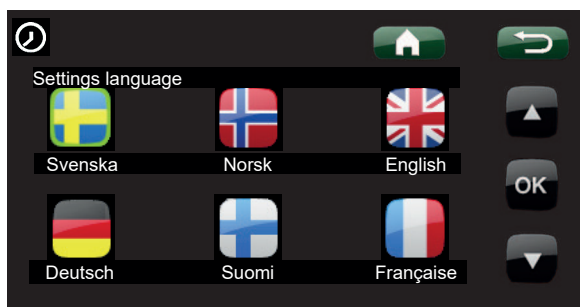 Settings language
Svenska Norsk English
OK
Deutsch Suomi Française